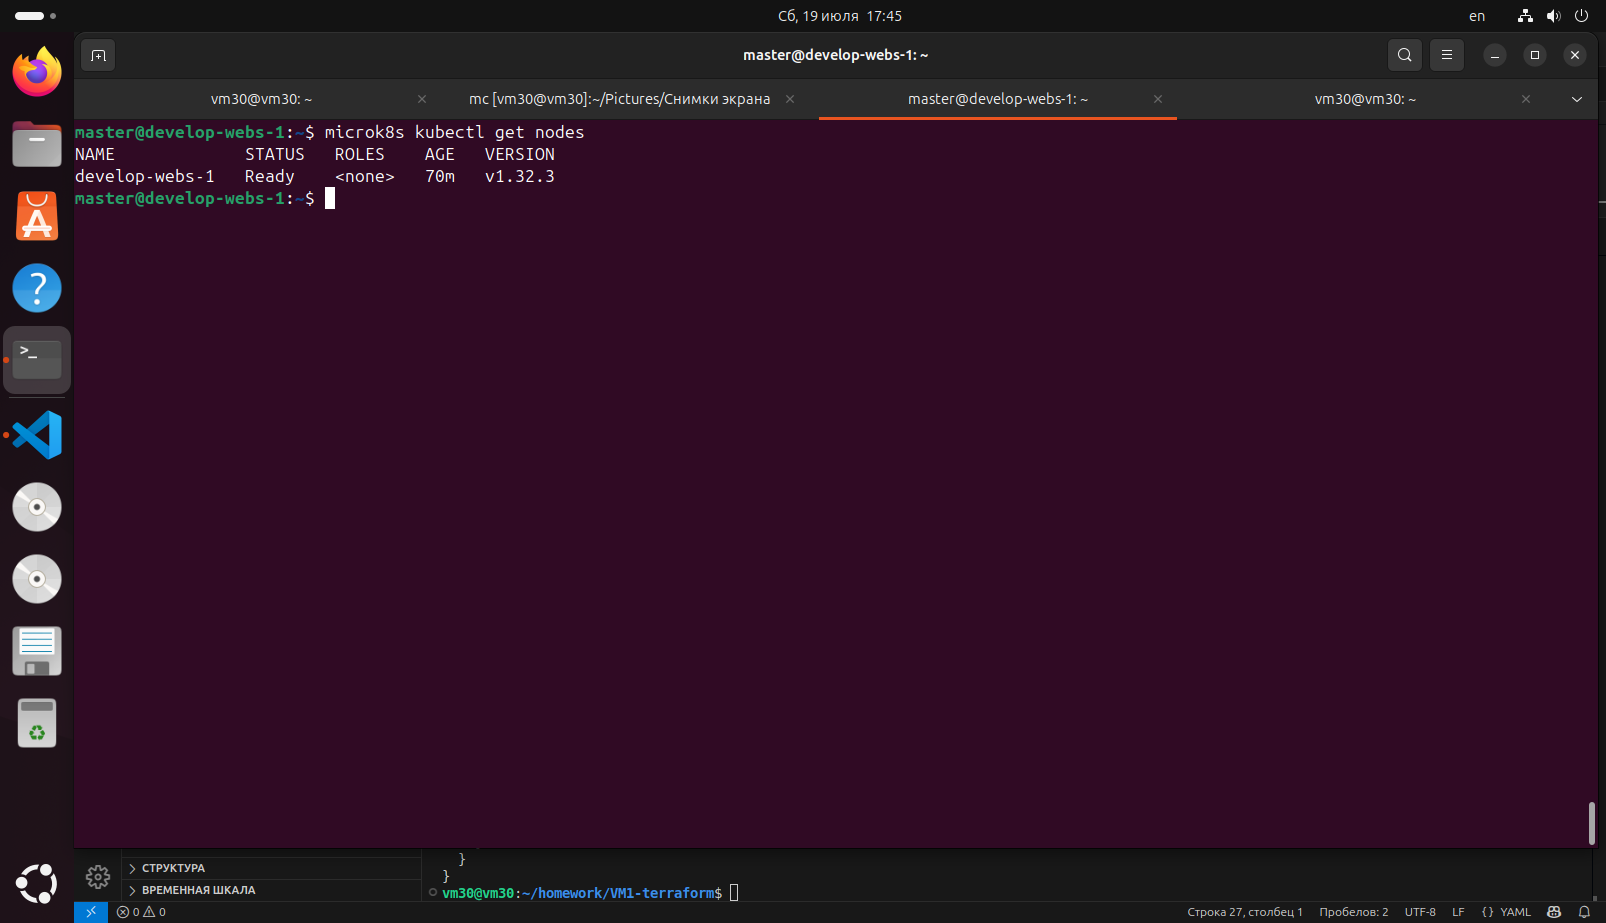 Сб, 19 июля 17:45
en
master@develop-webs-1: ~
vm30@vm30: ~
mc [vm30@vm30]:~/Pictures/Снимки экрана
master@develop-webs-1: ~
vm30@vm30: ~
master@develop-webs-1:~$ microk8s kubectl get nodes
NAME STATUS ROLES AGE VERSION
develop-webs-1 Ready <none> 70m v1.32.3
master@develop-webs-1:~$
СТРУКТУРА
ВРЕМЕННАЯ ШКАЛА
}
}
vm30@vm30:~/homework/VM1-terraform$
0 0
Строка 27, столбец 1 Пробелов: 2 UTF-8 LF {} YAML